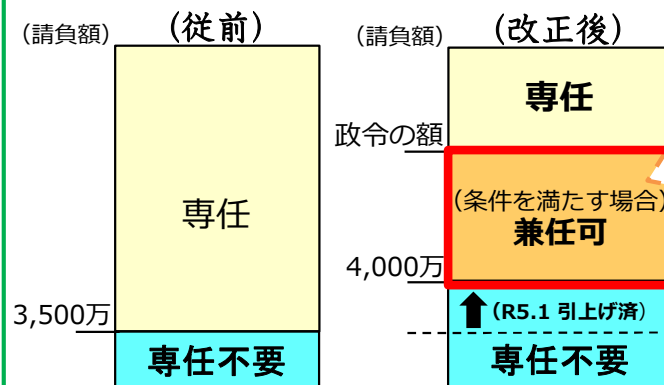 (従前)
(請負額)
専任
3,500万
専任不要
(改正後)
(請負額)
専任
政令の額
(条件を満たす場合)
兼任可
4,000万
(R5.1 引上げ済)
専任不要